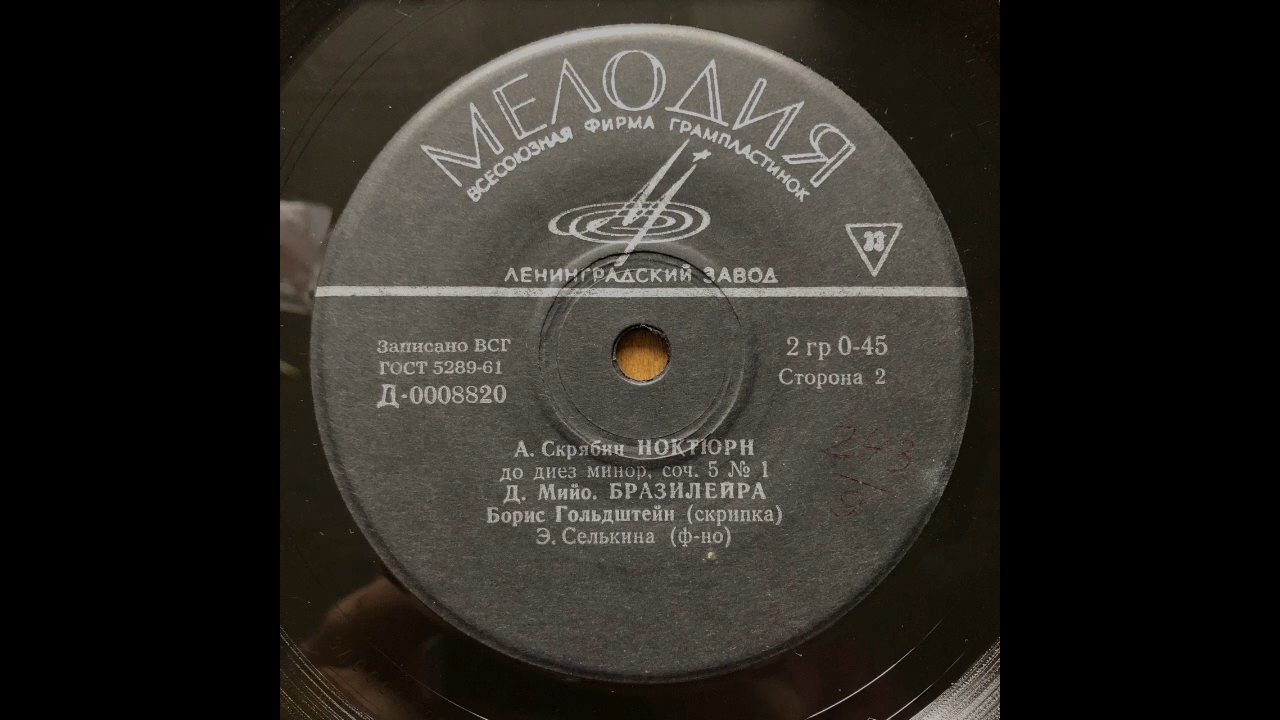 МЕЛОДИЯ
ВСЕСОЮЗНАЯ ФИРМА ГРАМПЛАСТИНОК
33
ЛЕНИНГРАДСКИЙ ЗАВОД
Записано ВСГ
ГОСТ 5289-61
Д-0008820
2 гр 0-45
Сторона 2
А. Скрябин НОКТЮРН
до диез минор, соч. 5 № 1
Д. Мийо. БРАЗИЛЕЙРА
Борис Гольдштейн (скрипка)
Э. Селькина (ф-но)